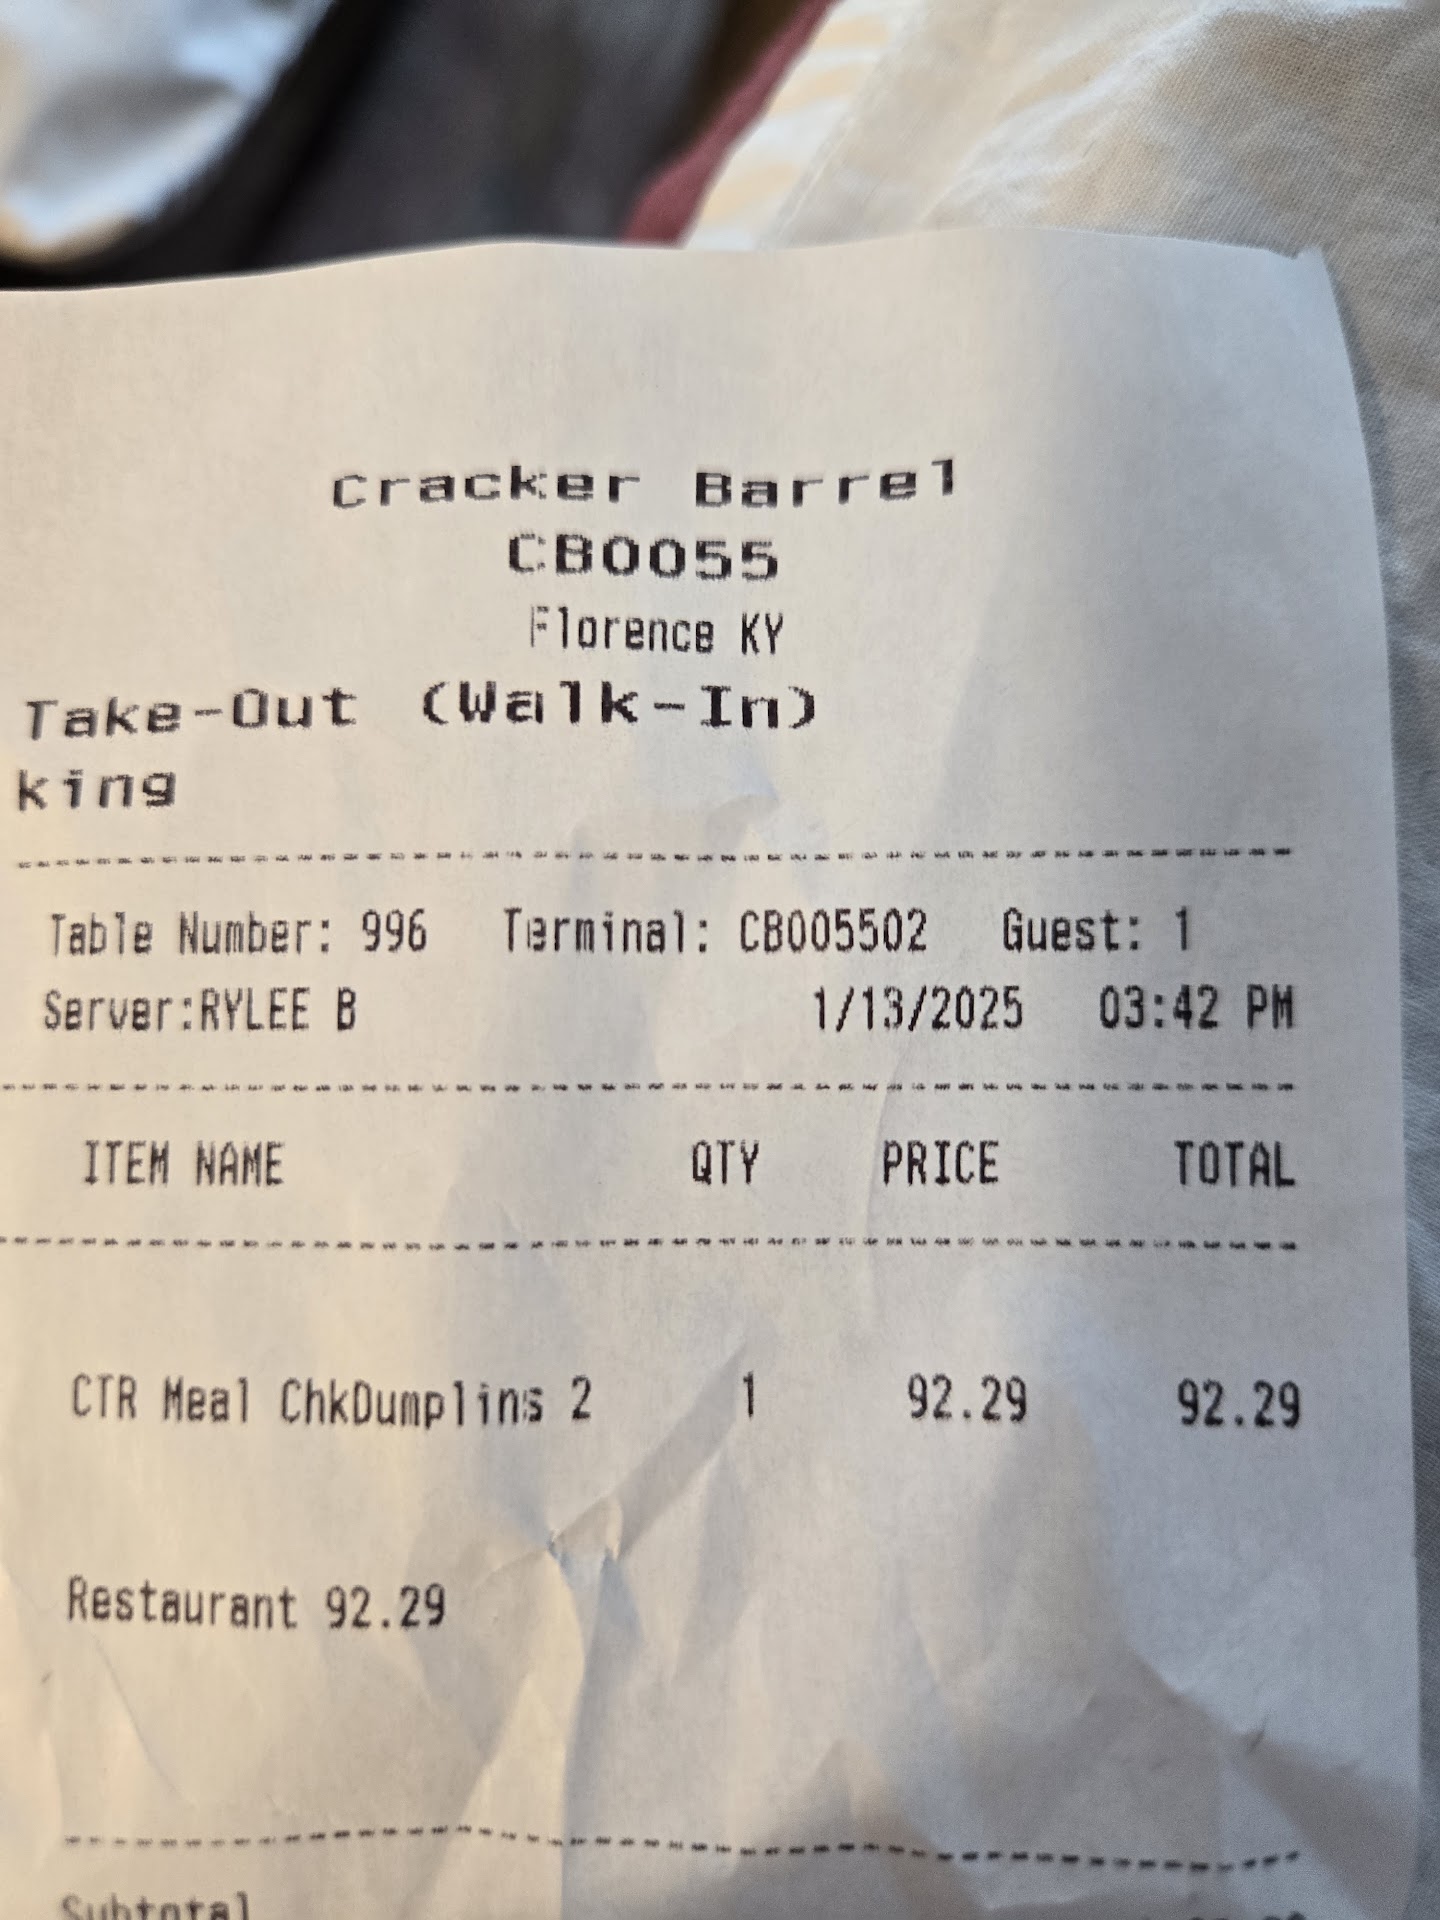 Cracker Barrel
CB0055
Florence KY
Take-Out (Walk-In)
king
Table Number: 996 Terminal: CB005502 Guest: 1
Server:RYLEE B 1/13/2025 03:42 PM
ITEM NAME QTY PRICE TOTAL
CTR Meal ChkDumplins 2 1 92.29 92.29
Restaurant 92.29
Subtotal